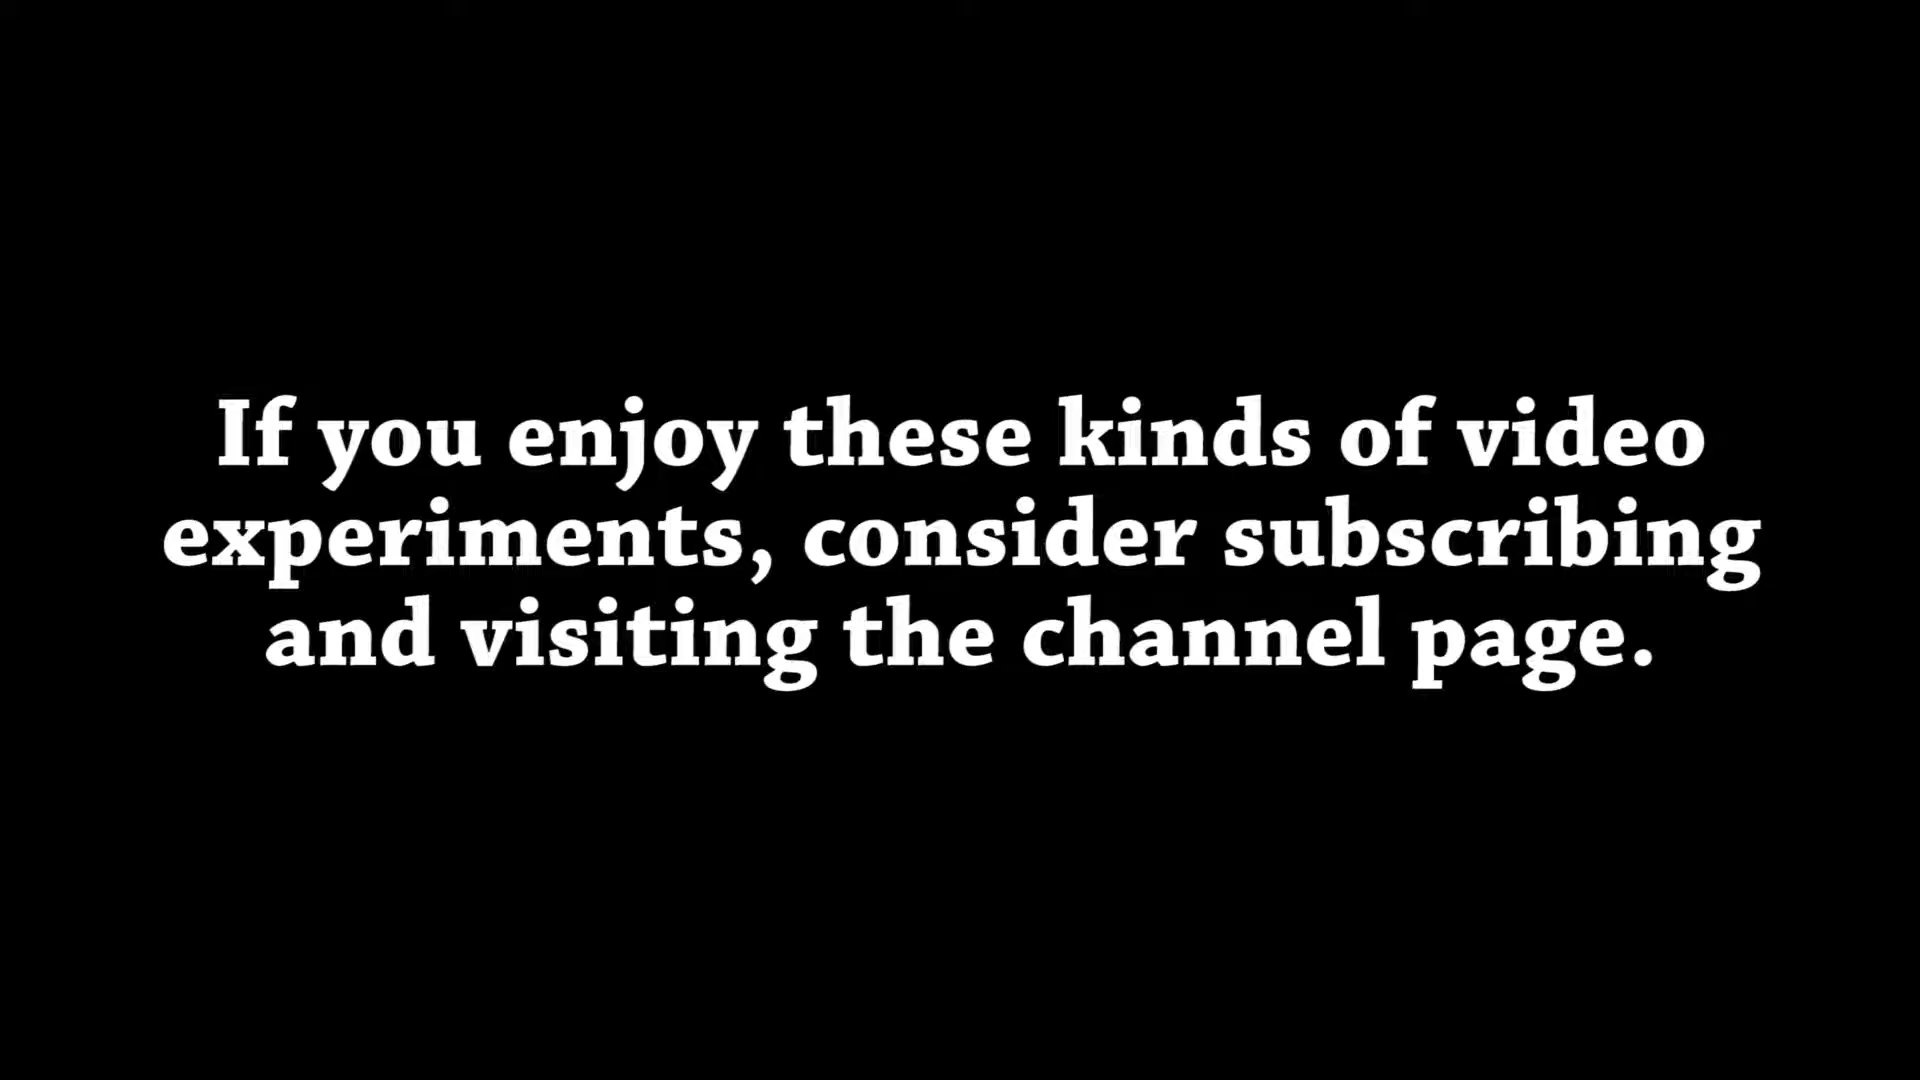 If you enjoy these kinds of video
experiments, consider subscribing
and visiting the channel page.